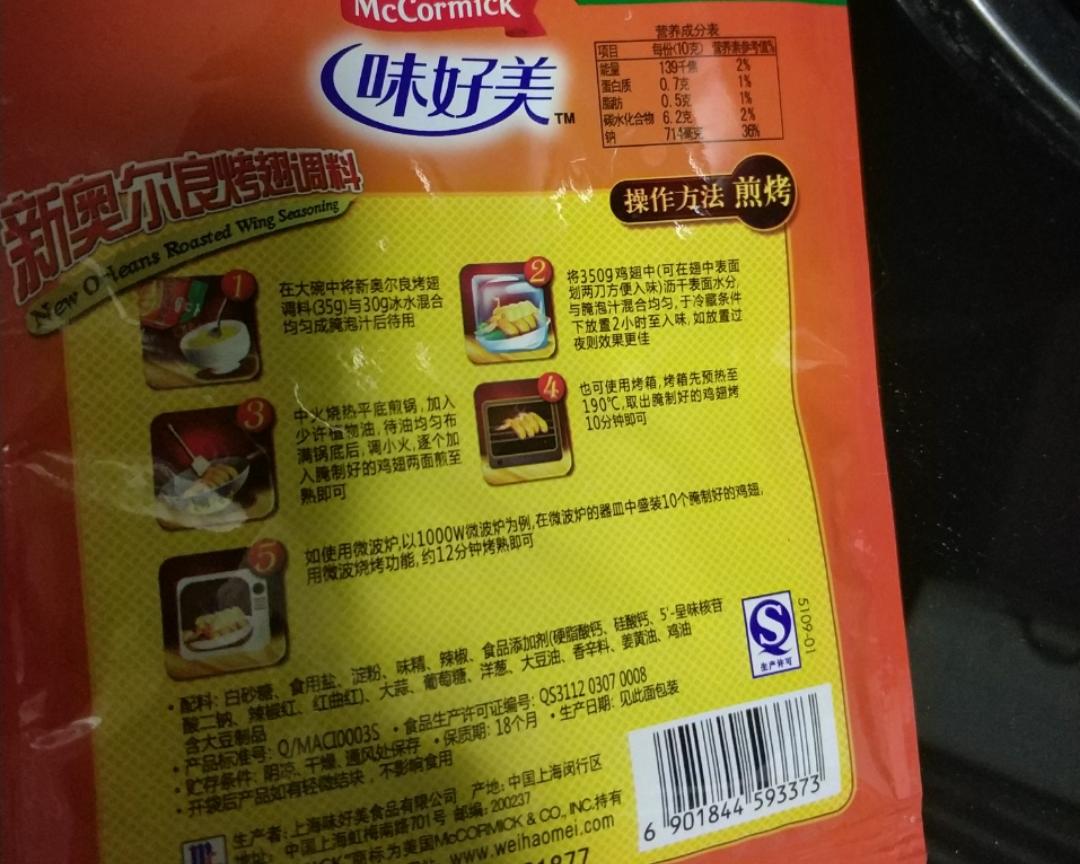 McCormick
味好美™
营养成分表
项目 每份(10克) 营养素参考值%
能量 139千焦 2%
蛋白质 0.7克 1%
脂肪 0.5克 1%
碳水化合物 6.2克 2%
钠 714毫克 36%
新奥尔良烤翅调料
New Orleans Roasted Wing Seasoning
操作方法 煎烤
1
在大碗中将新奥尔良烤翅
调料(35g)与30g冰水混合
均匀成腌泡汁后待用
2
将350g鸡翅中(可在翅中表面
划两刀方便入味)沥干表面水分,
与腌泡汁混合均匀,于冷藏条件
下放置2小时至入味,如放置过
夜则效果更佳
3
中火烧热平底煎锅,加入
少许植物油,待油均匀布
满锅底后,调小火,逐个加
入腌制好的鸡翅两面煎至
熟即可
4
也可使用烤箱,烤箱先预热至
190℃,取出腌制好的鸡翅烤
10分钟即可
5
如使用微波炉,以1000W微波炉为例,在微波炉的器皿中盛装10个腌制好的鸡翅,
用微波烧烤功能,约12分钟烤熟即可
•配料:白砂糖、食用盐、淀粉、味精、辣椒、食品添加剂(硬脂酸钙、硅酸钙、5'-呈味核苷
酸二钠、辣椒红、红曲红)、大蒜、葡萄糖、洋葱、大豆油、香辛料、姜黄油、鸡油
含大豆制品
•产品标准号:Q/MACI0003S •食品生产许可证编号:QS3112 0307 0008
•贮存条件:阴凉、干燥、通风处保存 •保质期:18个月 •生产日期:见此面包装
•开袋后产品如有轻微结块,不影响食用
生产许可
5109-01
生产者:上海味好美食品有限公司 产地:中国上海闵行区
地址:中国上海虹梅南路701号 邮编:200237
商标为美国McCORMICK & CO., INC.持有
www.weihaomei.com
1877
6 901844 593373